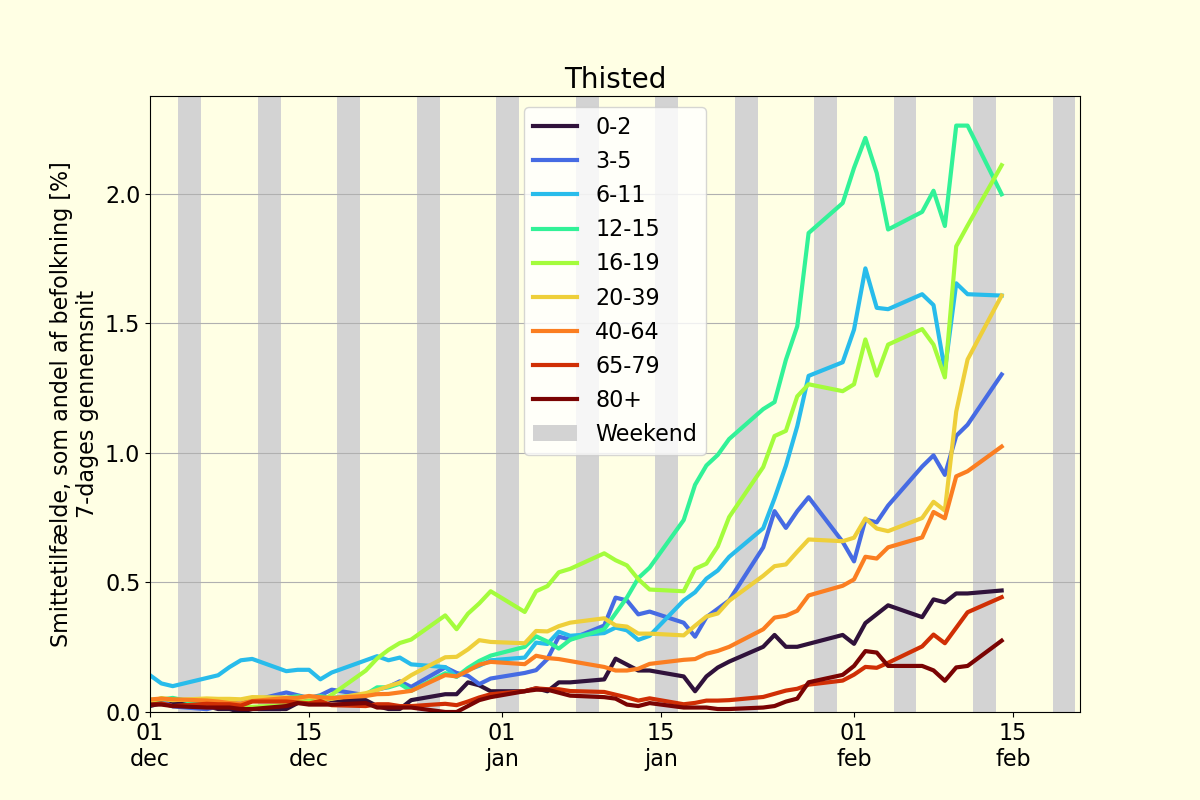 Thisted
Smittetilfælde, som andel af befolkning [%]
7-dages gennemsnit
2.0
1.5
1.0
0.5
0.0
0-2
3-5
6-11
12-15
16-19
20-39
40-64
65-79
80+
Weekend
01 15 01 15 01 15
dec dec jan jan feb feb